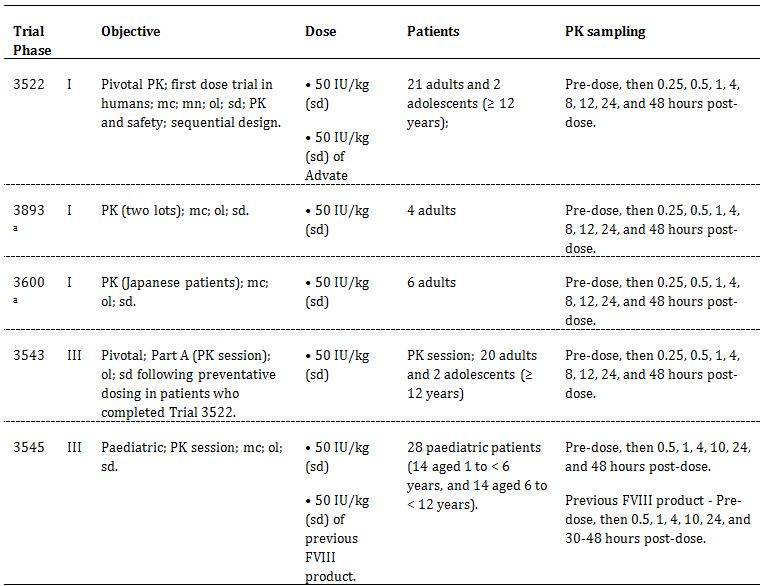 Trial Phase Objective Dose Patients PK sampling
3522 I Pivotal PK; first dose trial in humans; mc; mn; ol; sd; PK and safety; sequential design. • 50 IU/kg (sd) • 50 IU/kg (sd) of Advate 21 adults and 2 adolescents (≥ 12 years); Pre-dose, then 0.25, 0.5, 1, 4, 8, 12, 24, and 48 hours post-dose.
3893 a I PK (two lots); mc; ol; sd. • 50 IU/kg (sd) 4 adults Pre-dose, then 0.25, 0.5, 1, 4, 8, 12, 24, and 48 hours post-dose.
3600 a I PK (Japanese patients); mc; ol; sd. • 50 IU/kg (sd) 6 adults Pre-dose, then 0.25, 0.5, 1, 4, 8, 12, 24, and 48 hours post-dose.
3543 III Pivotal; Part A (PK session); ol; sd following preventative dosing in patients who completed Trial 3522. • 50 IU/kg (sd) PK session; 20 adults and 2 adolescents (≥ 12 years) Pre-dose, then 0.25, 0.5, 1, 4, 8, 12, 24, and 48 hours post-dose.
3545 III Paediatric; PK session; mc; ol; sd. • 50 IU/kg (sd) • 50 IU/kg (sd) of previous FVIII product. 28 paediatric patients (14 aged 1 to < 6 years, and 14 aged 6 to < 12 years). Pre-dose, then 0.5, 1, 4, 10, 24, and 48 hours post-dose. Previous FVIII product - Pre-dose, then 0.5, 1, 4, 10, 24, and 30-48 hours post-dose.